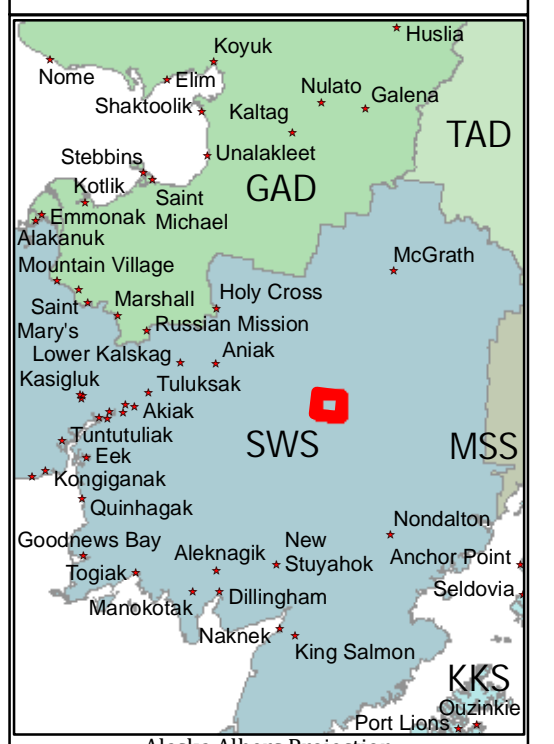 Huslia
Koyuk
Nome
Elim
Nulato
Galena
Shaktoolik
Kaltag
TAD
Stebbins
Unalakleet
Kotlik
Saint
Michael
GAD
Emmonak
Alakanuk
McGrath
Mountain Village
Holy Cross
Saint
Mary's
Marshall
Russian Mission
Lower Kalskag
Aniak
Kasigluk
Tuluksak
Akiak
Tuntutuliak
SWS
MSS
Eek
Kongiganak
Quinhagak
Nondalton
Goodnews Bay
Aleknagik
New
Stuyahok
Anchor Point
Togiak
Seldovia
Manokotak
Dillingham
Naknek
King Salmon
KKS
Ouzinkie
Port Lions
Alaska Albers Projection